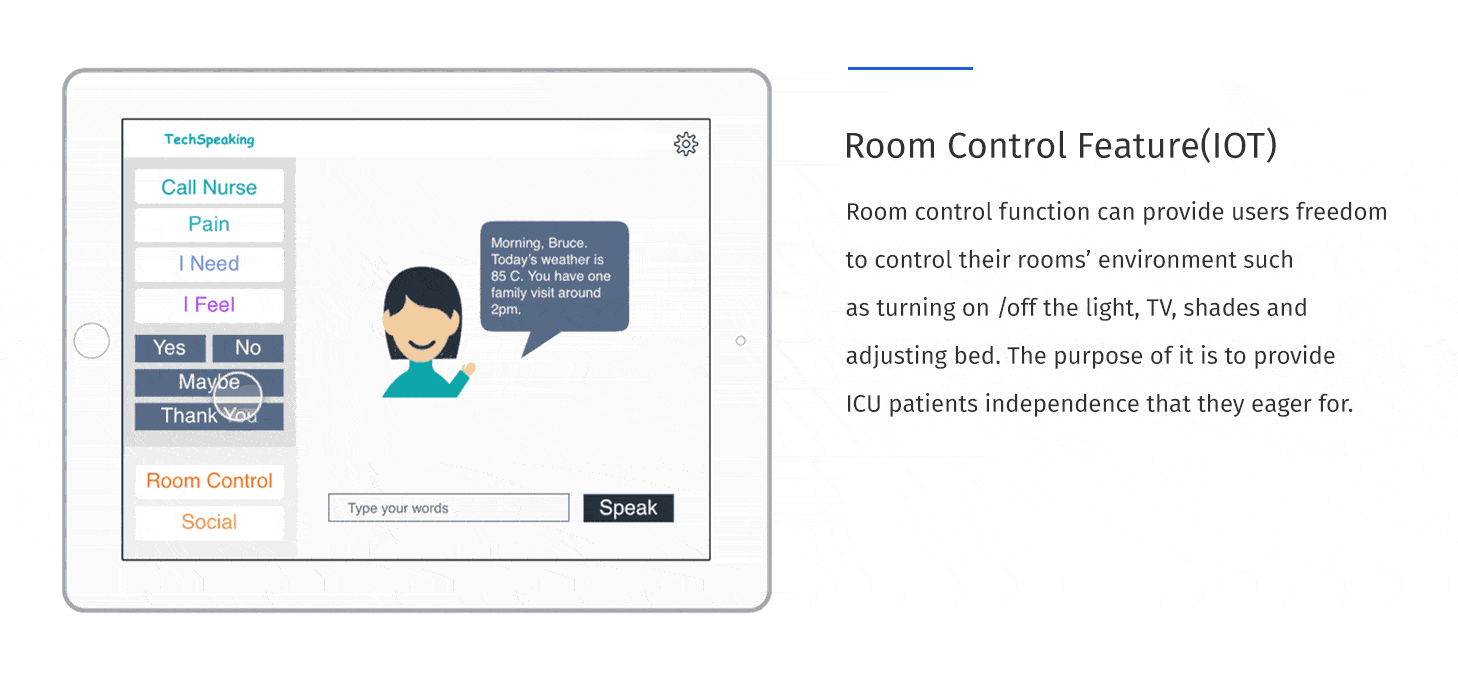 TechSpeaking
Call Nurse
Pain
I Need
I Feel
Yes No
Maybe
Thank You
Room Control
Social
Morning, Bruce.
Today's weather is
85 C. You have one
family visit around
2pm.
Type your words
Speak
Room Control Feature(IOT)
Room control function can provide users freedom
to control their rooms’ environment such
as turning on /off the light, TV, shades and
adjusting bed. The purpose of it is to provide
ICU patients independence that they eager for.